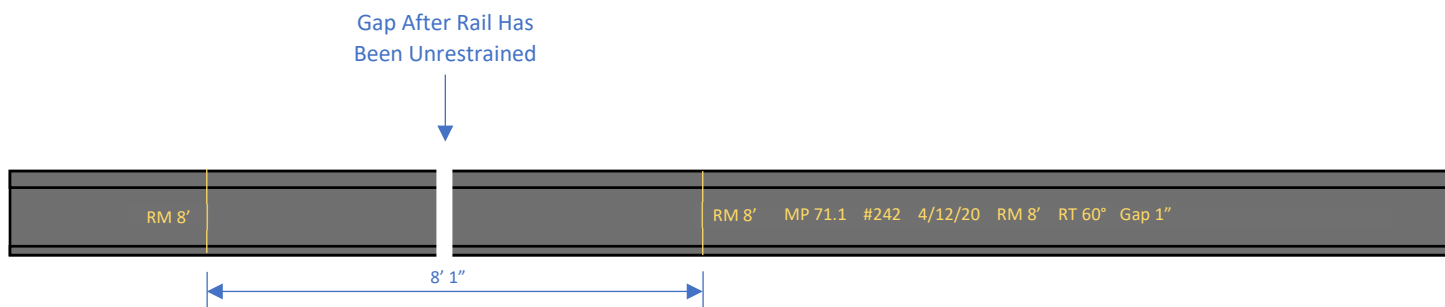 Gap After Rail Has
Been Unrestrained
RM 8’
RM 8’ MP 71.1 #242 4/12/20 RM 8’ RT 60° Gap 1”
8’ 1”